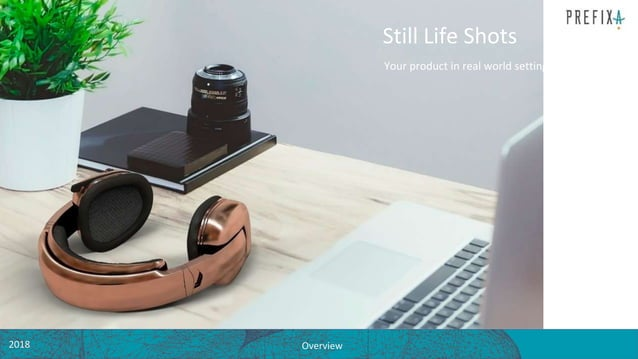 PREFIXA
Still Life Shots
Your product in real world setting
2018
Overview